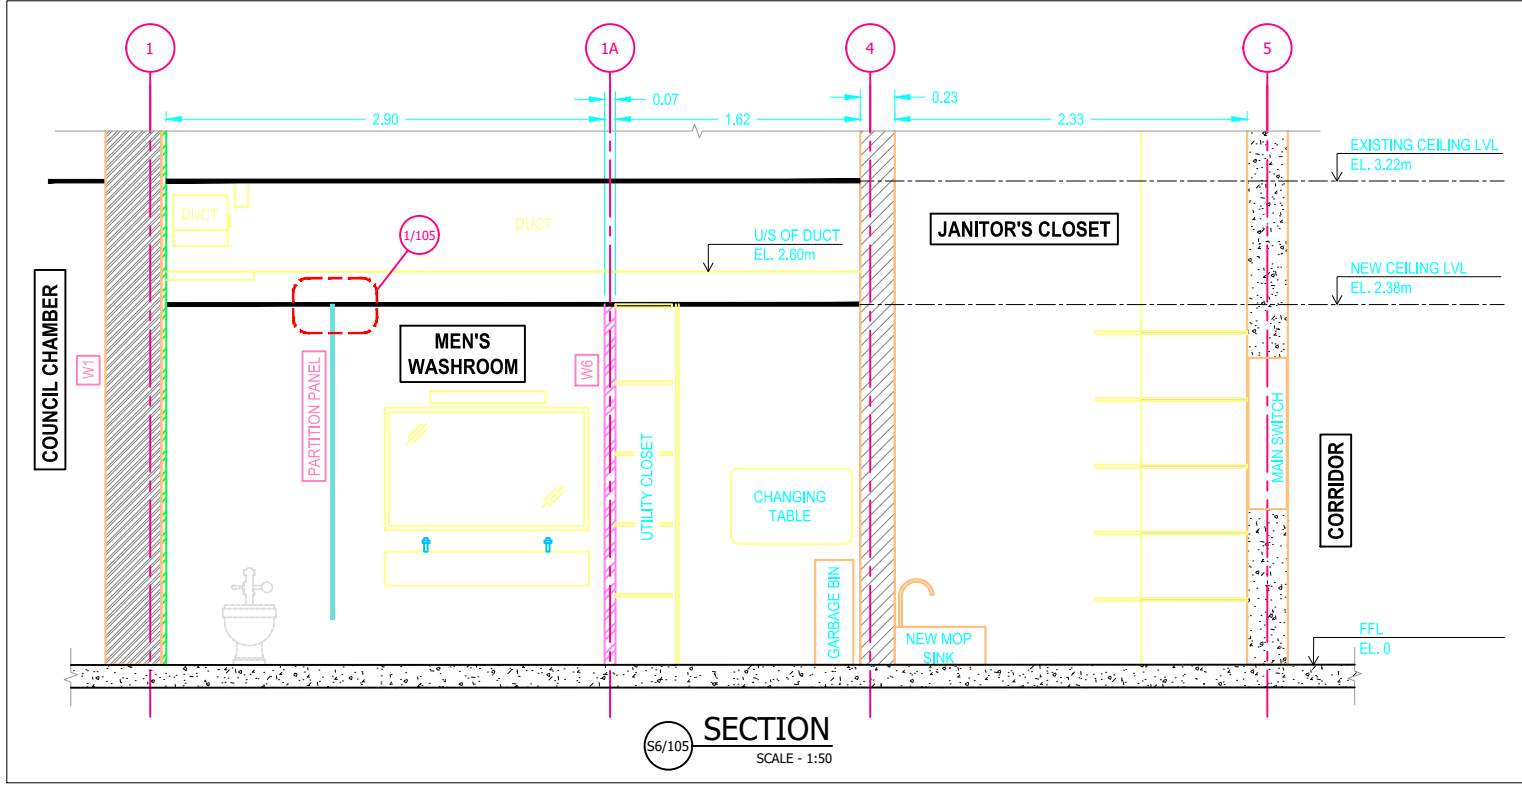 1
1A
4
5
0.07
0.23
2.90
1.62
2.33
EXISTING CEILING LVL
EL. 3.22m
DUCT
DUCT
1/105
U/S OF DUCT
EL. 2.60m
JANITOR'S CLOSET
NEW CEILING LVL
EL. 2.38m
COUNCIL CHAMBER
W1
PARTITION PANEL
MEN'S
WASHROOM
W6
UTILITY CLOSET
CHANGING
TABLE
GARBAGE BIN
NEW MOP
SINK
MAIN SWITCH
CORRIDOR
FFL
EL. 0
S6/105
SECTION
SCALE - 1:50